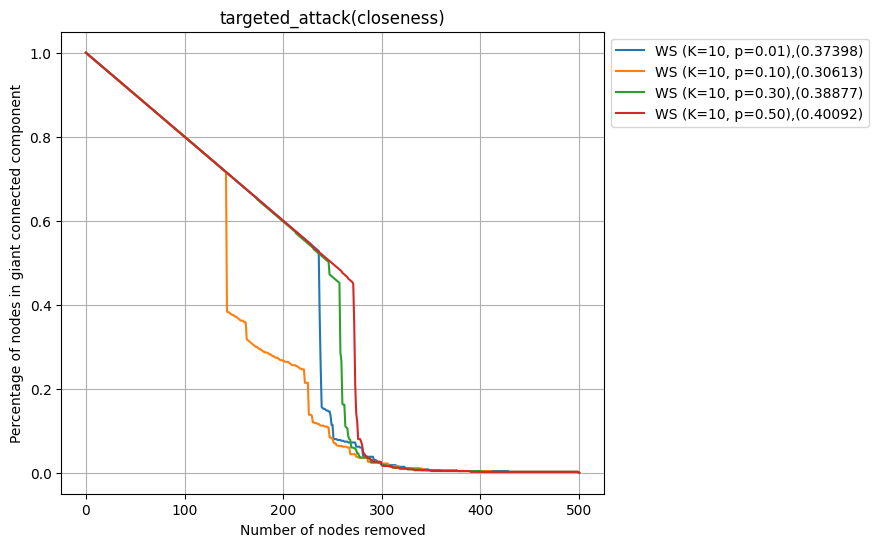 targeted_attack(closeness)
WS (K=10, p=0.01),(0.37398)
WS (K=10, p=0.10),(0.30613)
WS (K=10, p=0.30),(0.38877)
WS (K=10, p=0.50),(0.40092)
Percentage of nodes in giant connected component
1.0
0.8
0.6
0.4
0.2
0.0
0
100
200
300
400
500
Number of nodes removed